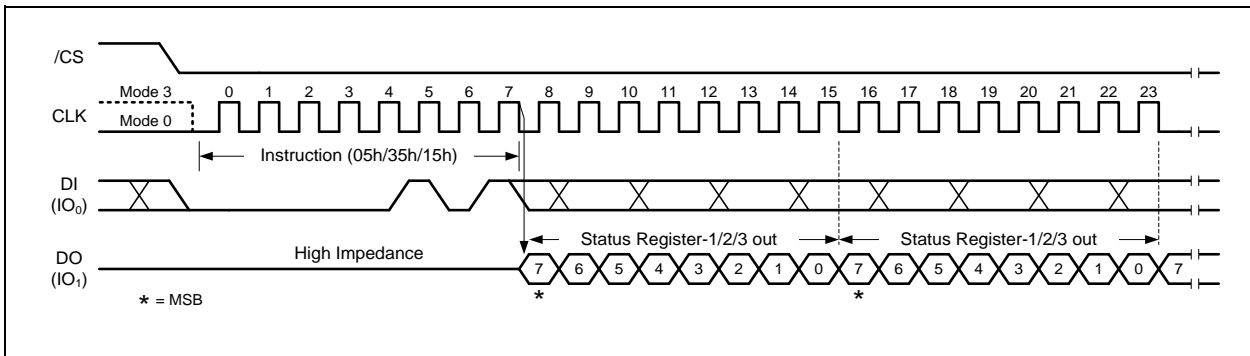 /CS
Mode 3
0 1 2 3 4 5 6 7 8 9 10 11 12 13 14 15 16 17 18 19 20 21 22 23
CLK
Mode 0
Instruction (05h/35h/15h)
DI
(IO₀)
Status Register-1/2/3 out Status Register-1/2/3 out
High Impedance
DO
(IO₁)
7 6 5 4 3 2 1 0 7 6 5 4 3 2 1 0 7
* = MSB
* *